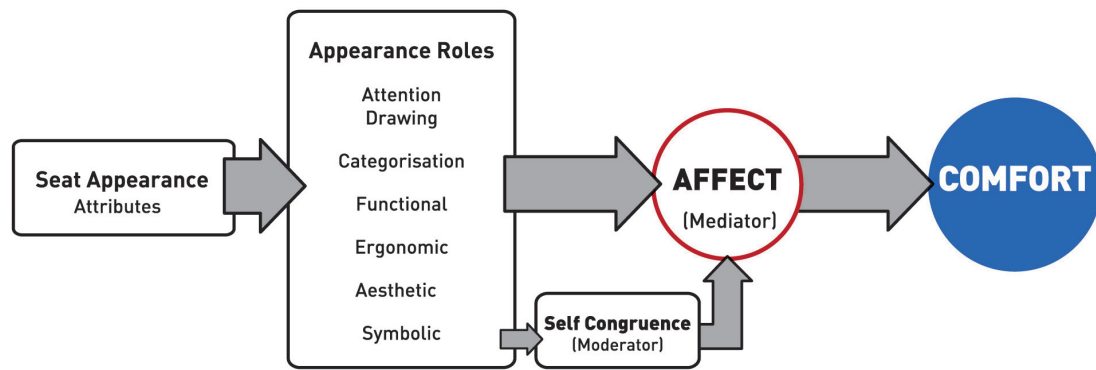 Seat Appearance
Attributes
Appearance Roles
Attention
Drawing
Categorisation
Functional
Ergonomic
Aesthetic
Symbolic
Self Congruence
(Moderator)
AFFECT
(Mediator)
COMFORT